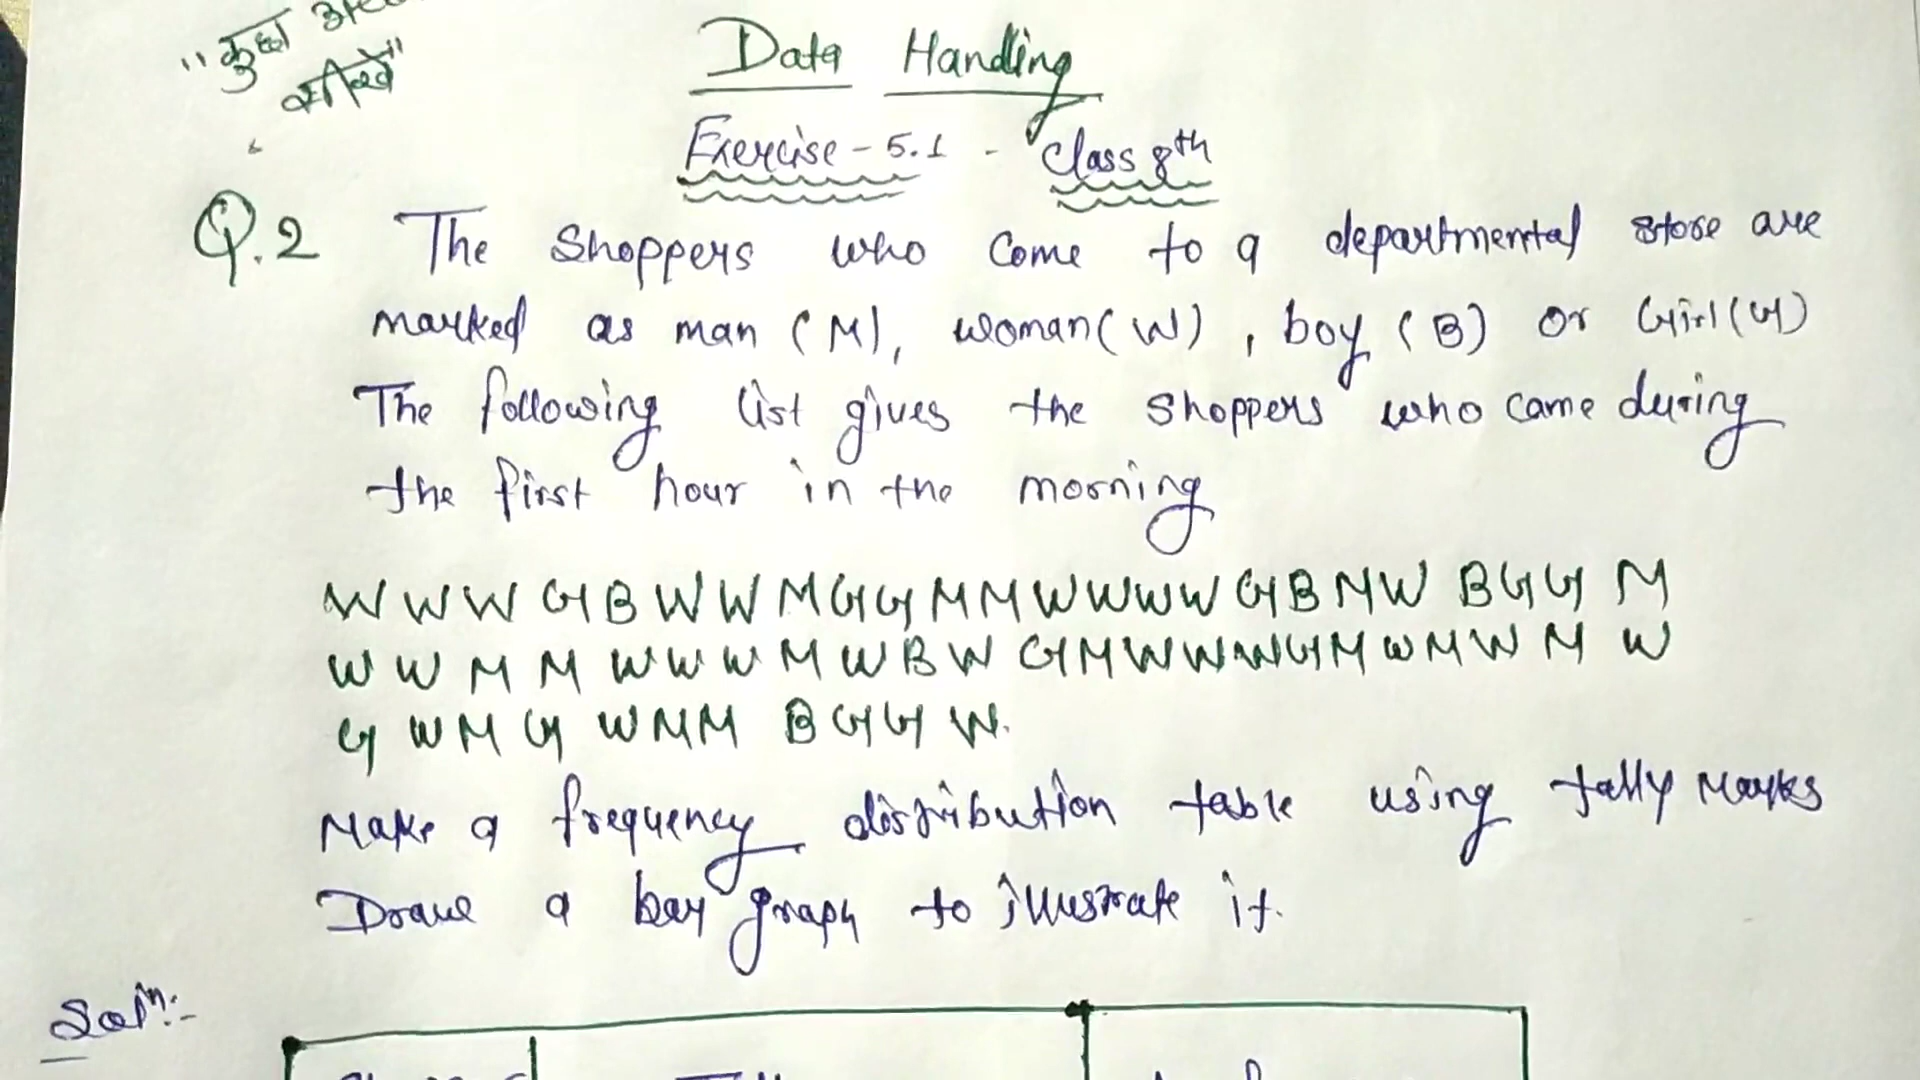 "कुछ
सीखे"
Data Handling
Exercise - 5.1 - Class 8th
Q.2 The Shoppers who Come to a departmental store are
marked as man (M), woman (W), boy (B) or Girl (G)
The following list gives the shoppers who came during
the first hour in the morning
W W W G B W W M G G M M W W W W G B M W B G G M
W W M M W W W M W B W G M W W W W G M W M W M W
G W M G W M M B G G W.
Make a frequency distribution table using tally Marks
Draw a bar graph to illustrate it.
Solⁿ:-